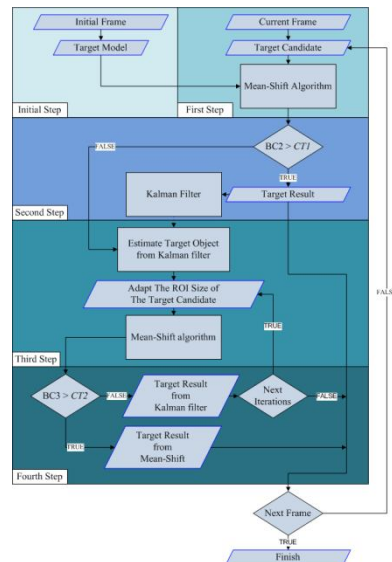 Initial Frame
Target Model
Initial Step
Current Frame
Target Candidate
Mean-Shift Algorithm
First Step
BC2 > CT1
FALSE
TRUE
Kalman Filter
Target Result
Second Step
Estimate Target Object
from Kalman filter
Adapt The ROI Size of
The Target Candidate
Mean-Shift algorithm
TRUE
Third Step
BC3 > CT2
FALSE
Target Result
from
Kalman filter
Next
Iterations
FALSE
TRUE
Target Result
from
Mean-Shift
Fourth Step
Next Frame
FALS
TRUE
Finish